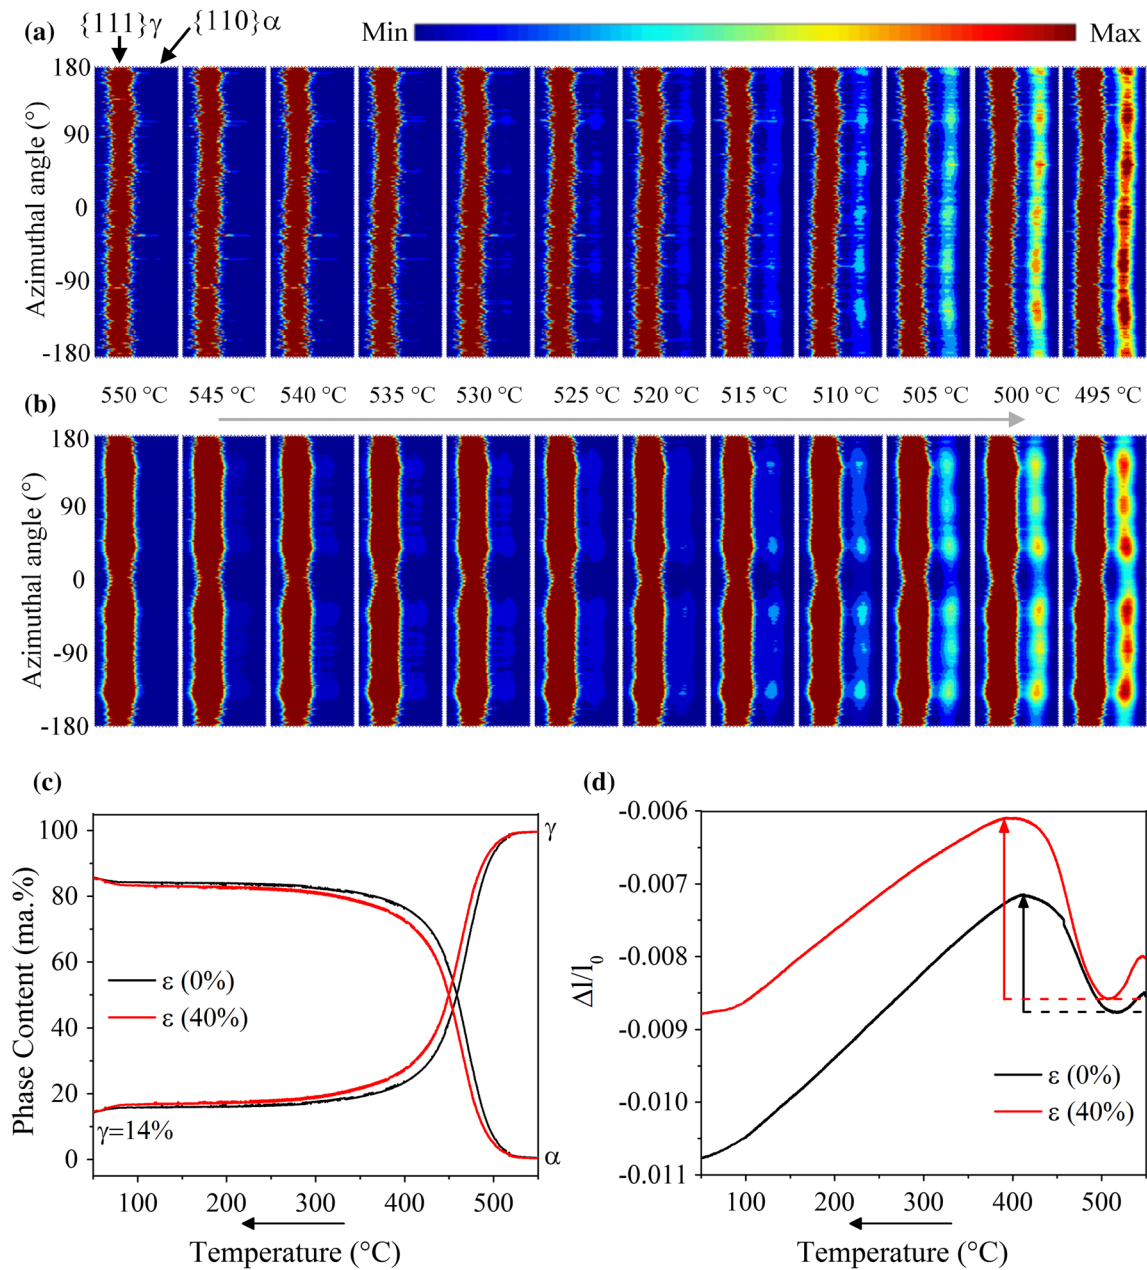 (a) {111}γ {110}α Min Max
180
90
0
-90
-180
Azimuthal angle (°)
(b) 550 °C 545 °C 540 °C 535 °C 530 °C 525 °C 520 °C 515 °C 510 °C 505 °C 500 °C 495 °C
180
90
0
-90
-180
Azimuthal angle (°)
(c)
100
80
60
40
20
0
Phase Content (ma.%)
γ
ε (0%)
ε (40%)
γ=14%
α
100 200 300 400 500
Temperature (°C)
(d)
-0.006
-0.007
-0.008
-0.009
-0.010
-0.011
Δl/l0
ε (0%)
ε (40%)
100 200 300 400 500
Temperature (°C)